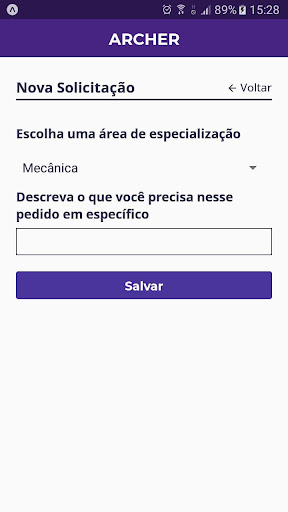 89% 15:28
ARCHER
Nova Solicitação
← Voltar
Escolha uma área de especialização
Mecânica
Descreva o que você precisa nesse
pedido em específico
Salvar